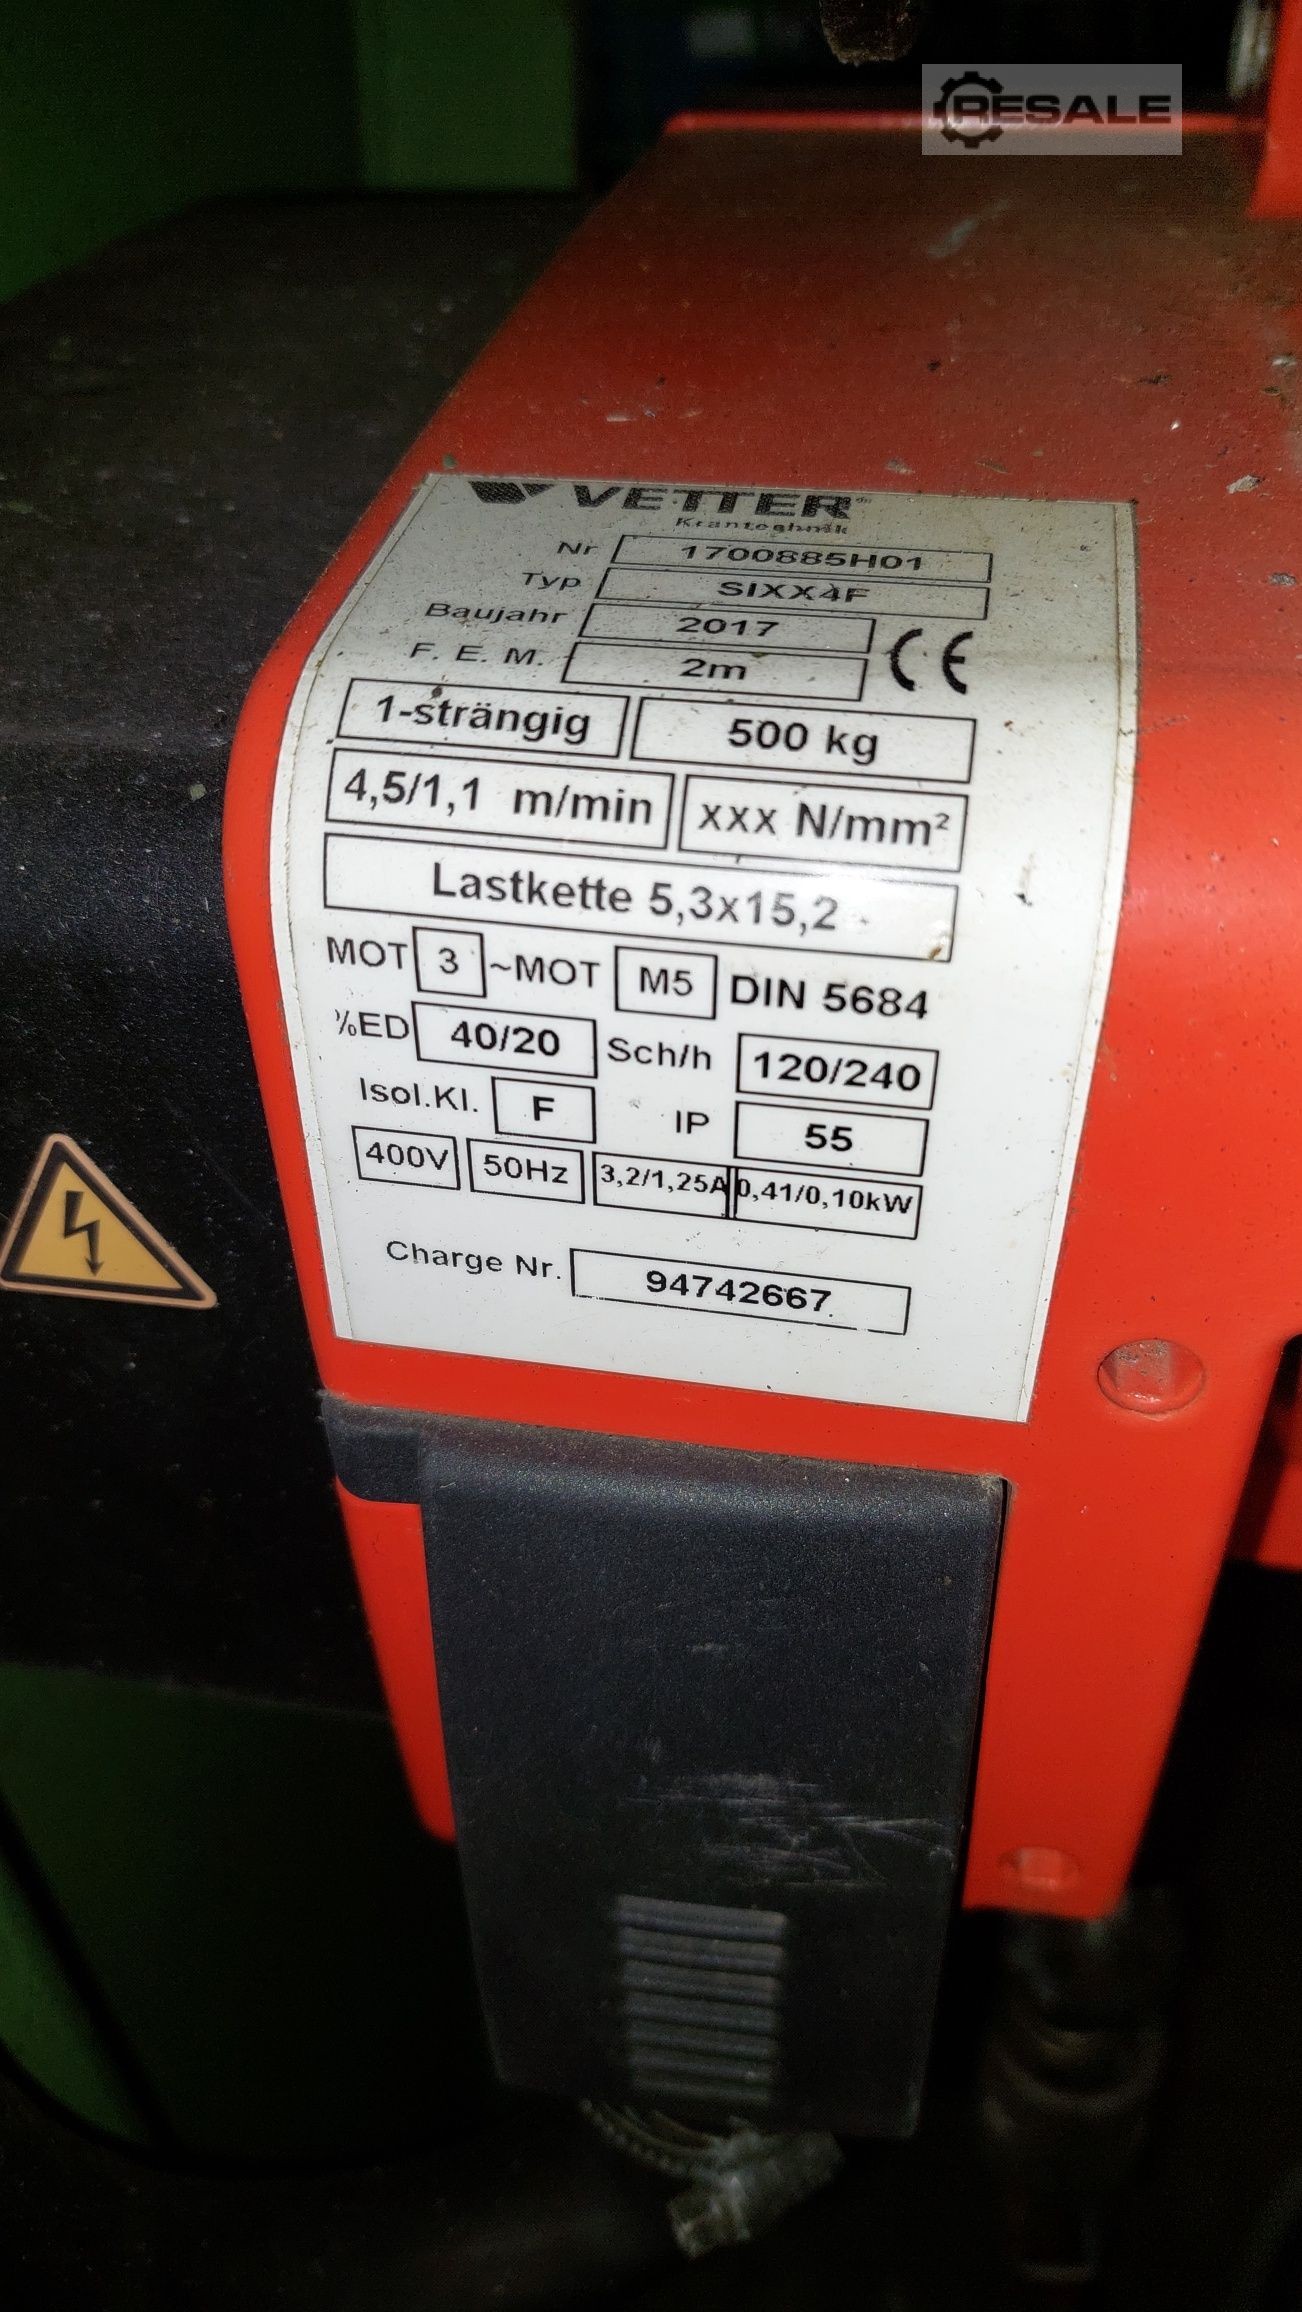 RESALE
VETTER
Krantechnik
Nr 1700885H01
Typ SIXX4F
Baujahr 2017
F. E. M. 2m CE
1-strängig 500 kg
4,5/1,1 m/min xxx N/mm²
Lastkette 5,3x15,2
MOT 3 ~MOT M5 DIN 5684
%ED 40/20 Sch/h 120/240
Isol.Kl. F IP 55
400V 50Hz 3,2/1,25A 0,41/0,10kW
Charge Nr. 94742667